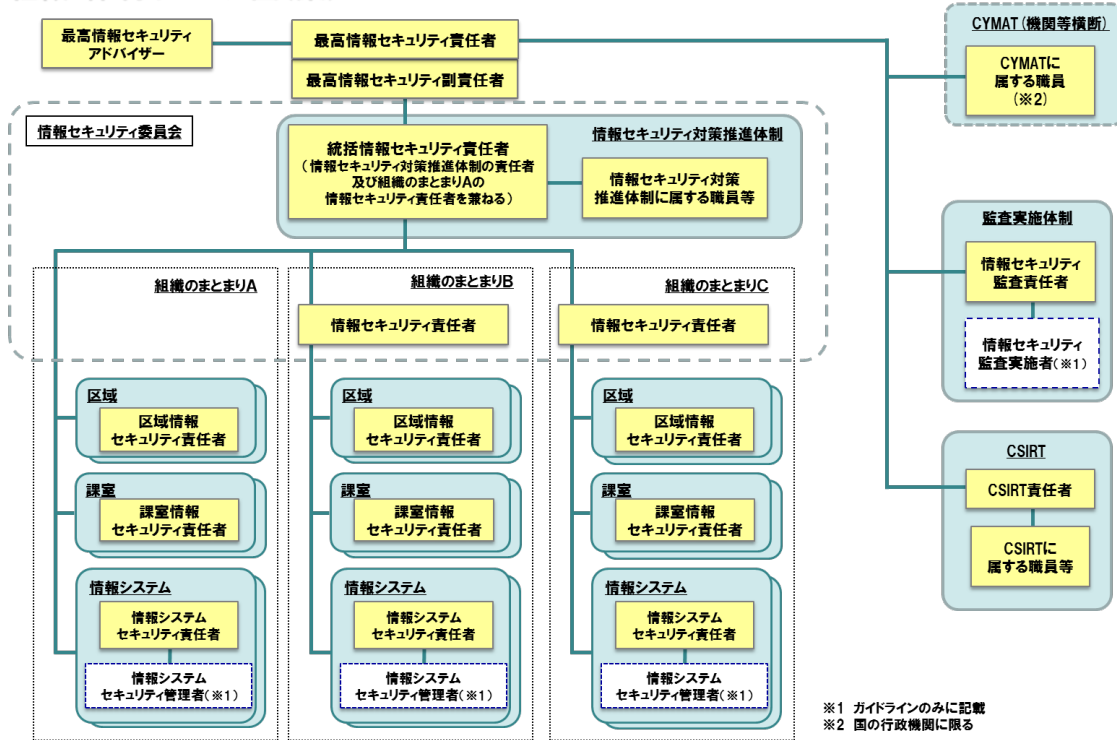 最高情報セキュリティ
アドバイザー
最高情報セキュリティ責任者
最高情報セキュリティ副責任者
CYMAT(機関等横断)
CYMATに
属する職員
(※2)
情報セキュリティ委員会
情報セキュリティ対策推進体制
統括情報セキュリティ責任者
(情報セキュリティ対策推進体制の責任者
及び組織のまとまりAの
情報セキュリティ責任者を兼ねる)
情報セキュリティ対策
推進体制に属する職員等
監査実施体制
情報セキュリティ
監査責任者
情報セキュリティ
監査実施者(※1)
組織のまとまりA
区域
区域情報
セキュリティ責任者
課室
課室情報
セキュリティ責任者
情報システム
情報システム
セキュリティ責任者
情報システム
セキュリティ管理者(※1)
組織のまとまりB
情報セキュリティ責任者
区域
区域情報
セキュリティ責任者
課室
課室情報
セキュリティ責任者
情報システム
情報システム
セキュリティ責任者
情報システム
セキュリティ管理者(※1)
組織のまとまりC
情報セキュリティ責任者
区域
区域情報
セキュリティ責任者
課室
課室情報
セキュリティ責任者
情報システム
情報システム
セキュリティ責任者
情報システム
セキュリティ管理者(※1)
CSIRT
CSIRT責任者
CSIRTに
属する職員等
※1 ガイドラインのみに記載
※2 国の行政機関に限る